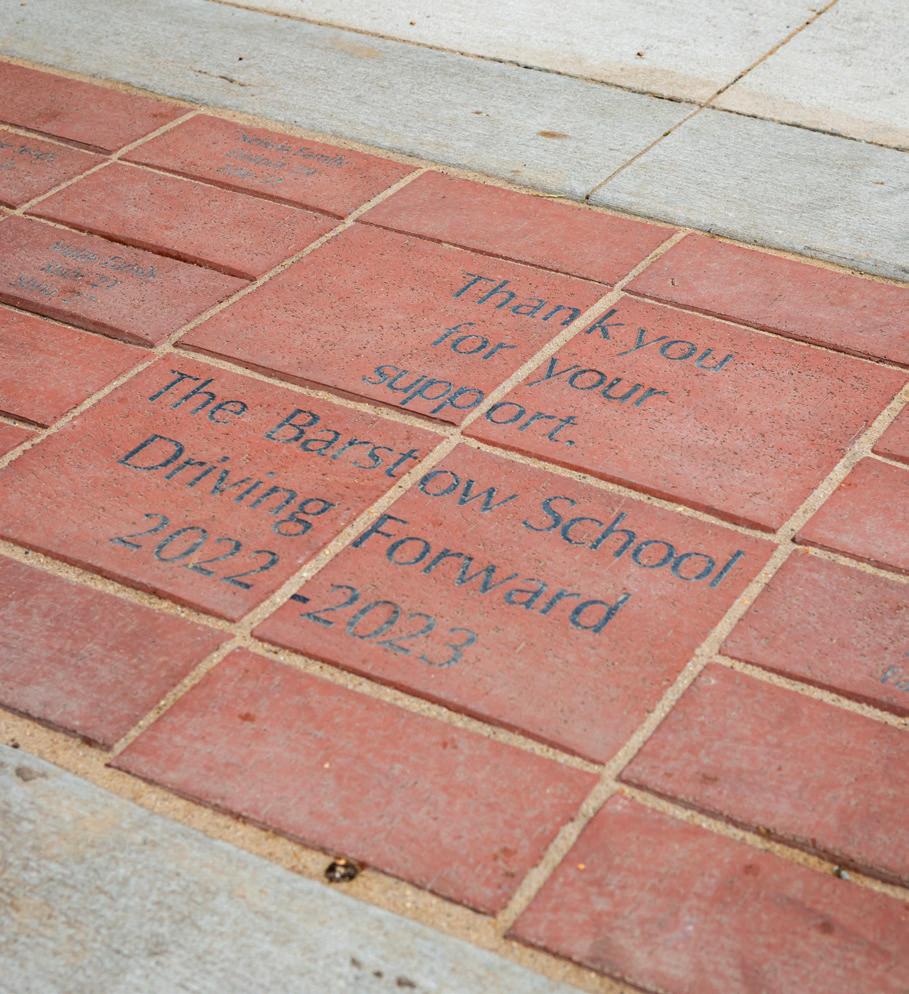 Thank you
for your
support.
The Barstow School
Driving Forward
2022-2023